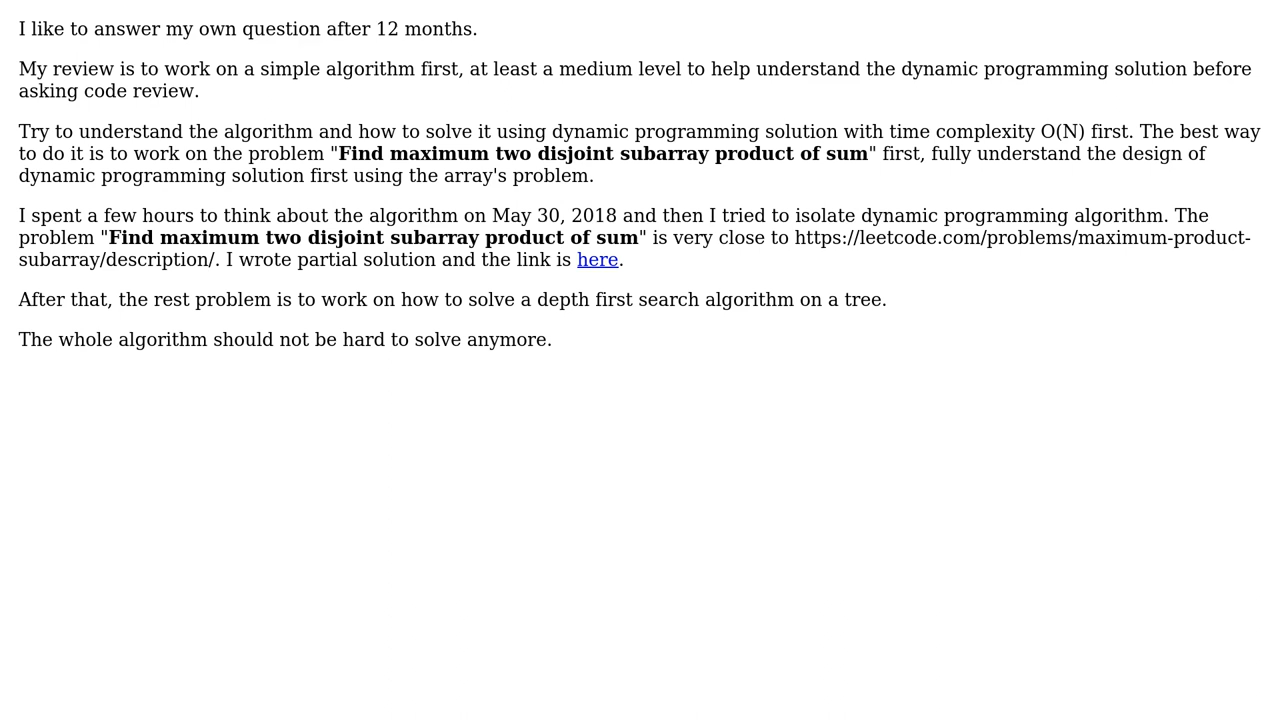 I like to answer my own question after 12 months.
My review is to work on a simple algorithm first, at least a medium level to help understand the dynamic programming solution before
asking code review.
Try to understand the algorithm and how to solve it using dynamic programming solution with time complexity O(N) first. The best way
to do it is to work on the problem "Find maximum two disjoint subarray product of sum" first, fully understand the design of
dynamic programming solution first using the array's problem.
I spent a few hours to think about the algorithm on May 30, 2018 and then I tried to isolate dynamic programming algorithm. The
problem "Find maximum two disjoint subarray product of sum" is very close to https://leetcode.com/problems/maximum-product-
subarray/description/. I wrote partial solution and the link is here.
After that, the rest problem is to work on how to solve a depth first search algorithm on a tree.
The whole algorithm should not be hard to solve anymore.